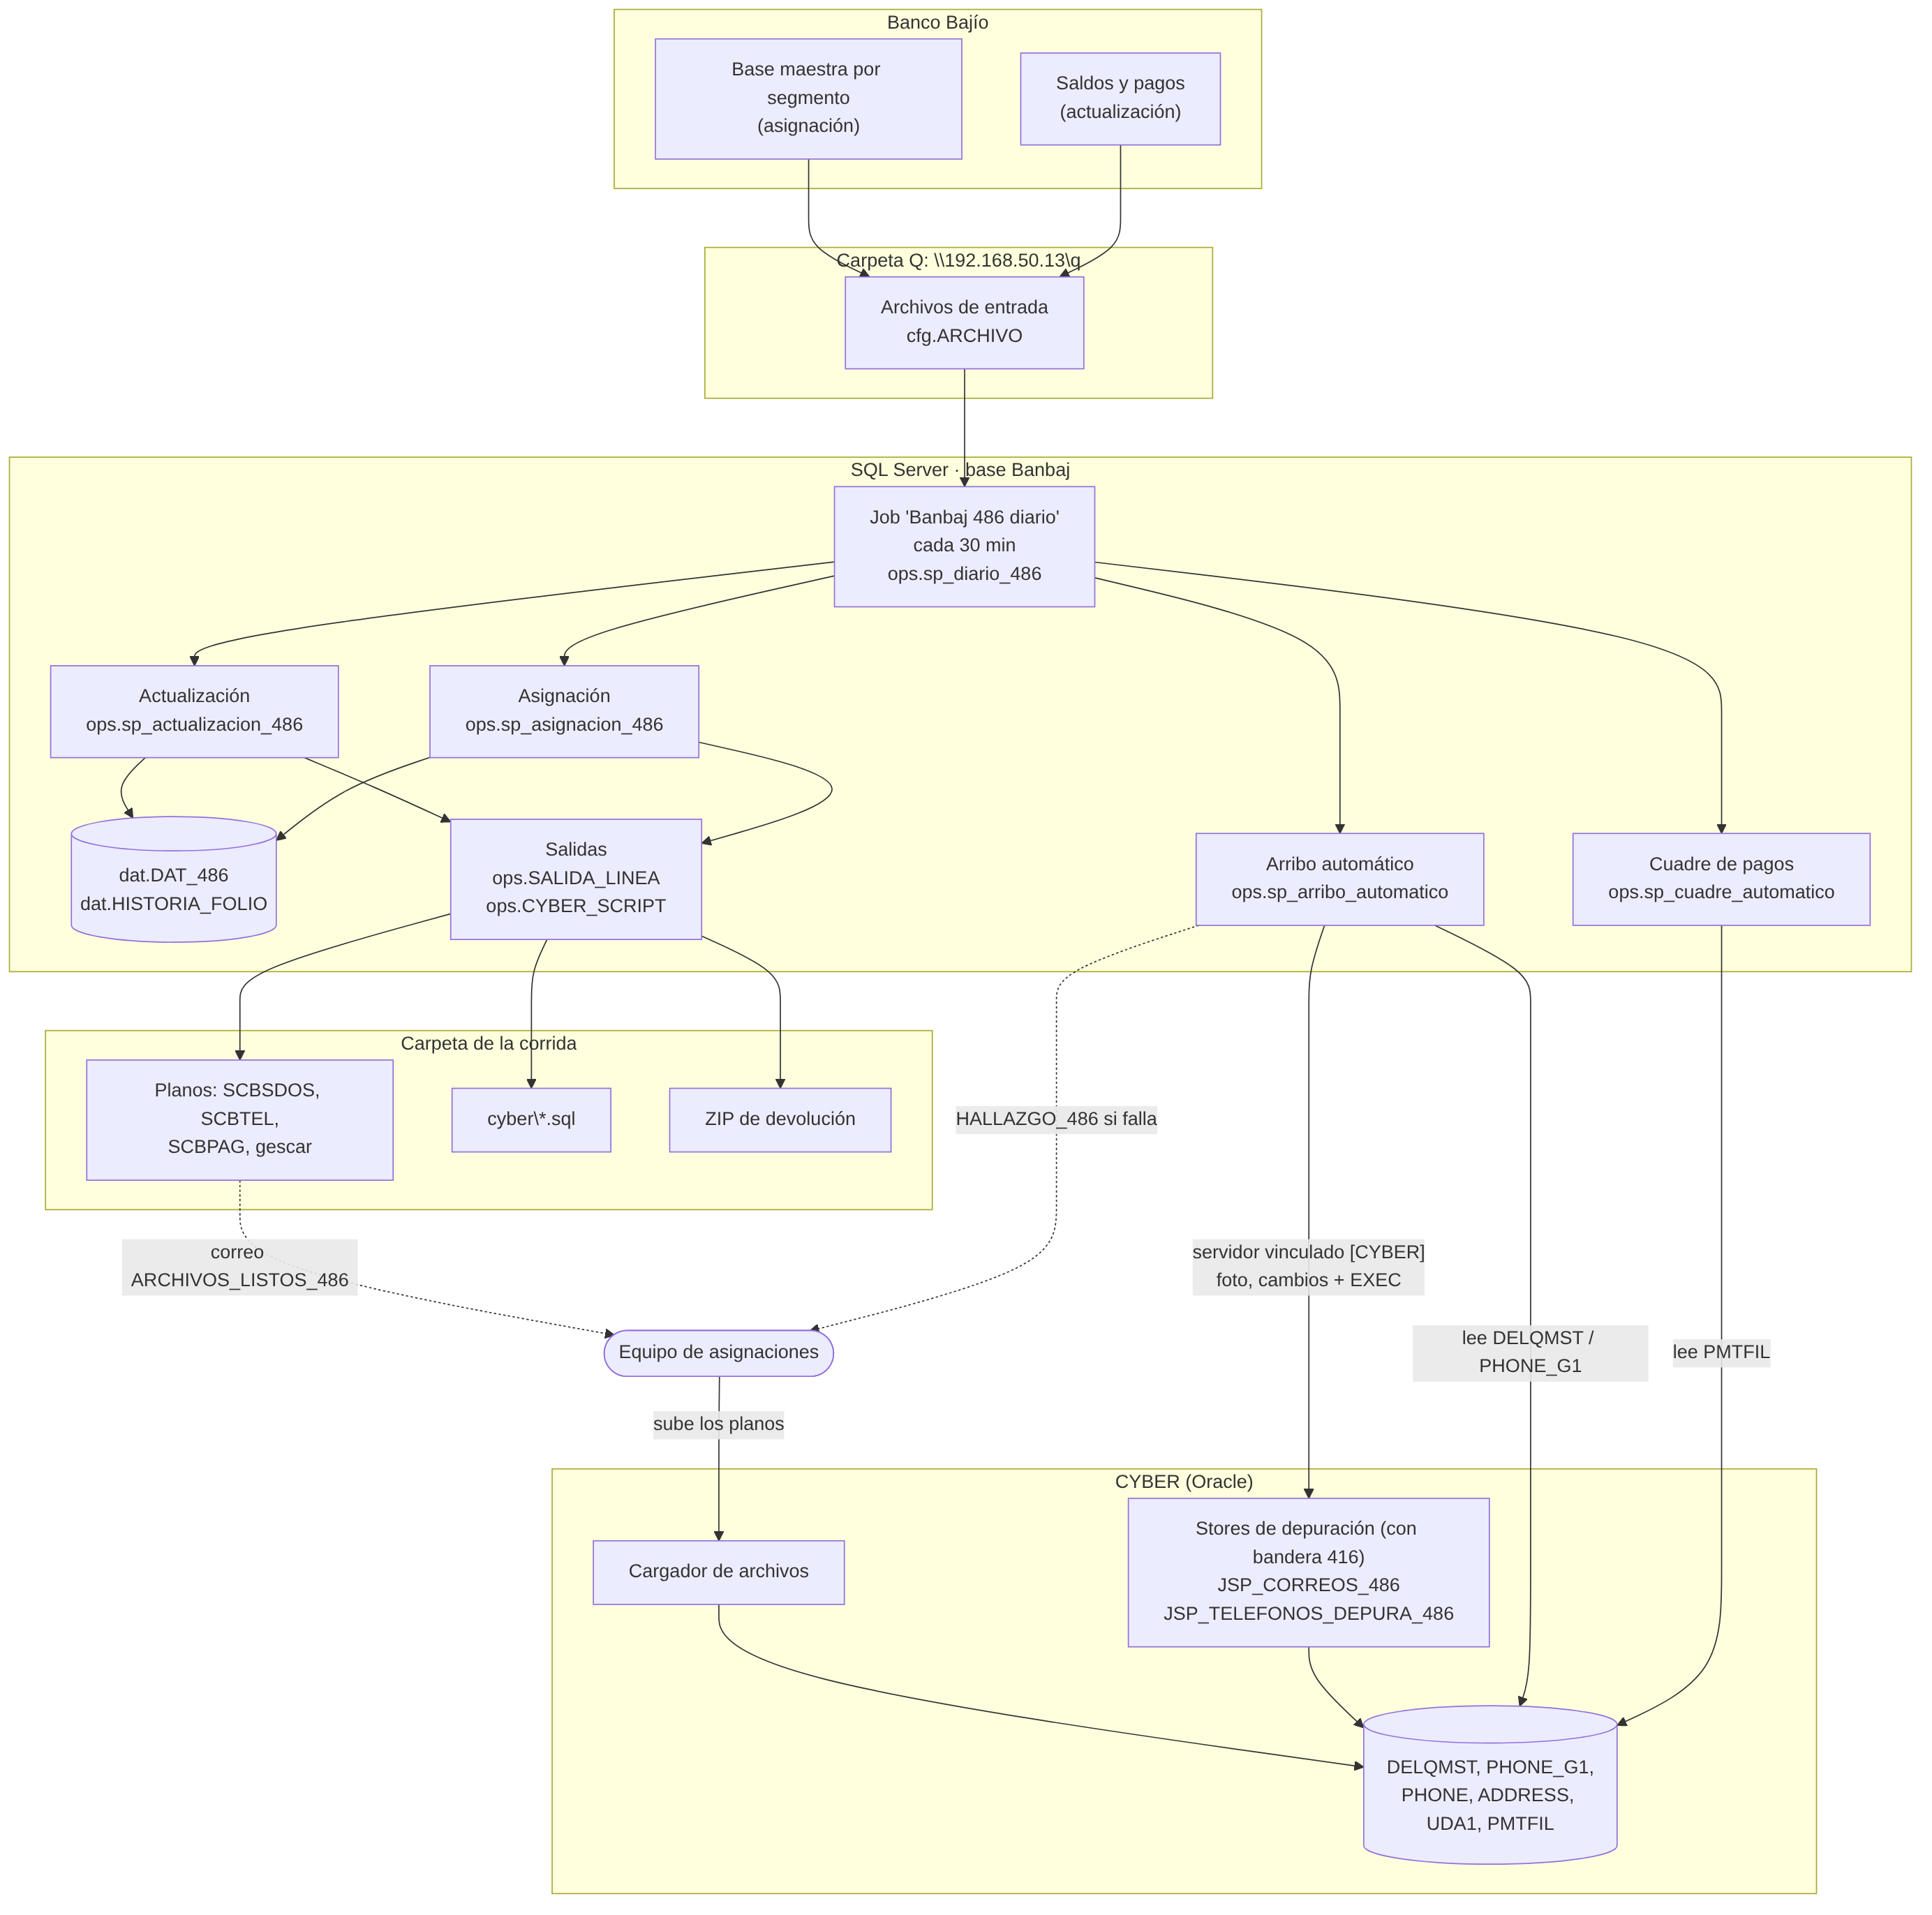 Banco Bajío
Base maestra por
segmento
(asignación)
Saldos y pagos
(actualización)
Carpeta Q: \\192.168.50.13\q
Archivos de entrada
cfg.ARCHIVO
SQL Server · base Banbaj
Job 'Banbaj 486 diario'
cada 30 min
ops.sp_diario_486
Actualización
ops.sp_actualizacion_486
Asignación
ops.sp_asignacion_486
dat.DAT_486
dat.HISTORIA_FOLIO
Salidas
ops.SALIDA_LINEA
ops.CYBER_SCRIPT
Arribo automático
ops.sp_arribo_automatico
Cuadre de pagos
ops.sp_cuadre_automatico
Carpeta de la corrida
Planos: SCBSDOS,
SCBTEL,
SCBPAG, gescar
cyber\*.sql
ZIP de devolución
HALLAZGO_486 si falla
correo
ARCHIVOS_LISTOS_486
servidor vinculado [CYBER]
foto, cambios + EXEC
lee DELQMST /
PHONE_G1
lee PMTFIL
Equipo de asignaciones
sube los planos
CYBER (Oracle)
Cargador de archivos
Stores de depuración (con
bandera 416)
JSP_CORREOS_486
JSP_TELEFONOS_DEPURA_486
DELQMST, PHONE_G1,
PHONE, ADDRESS,
UDA1, PMTFIL